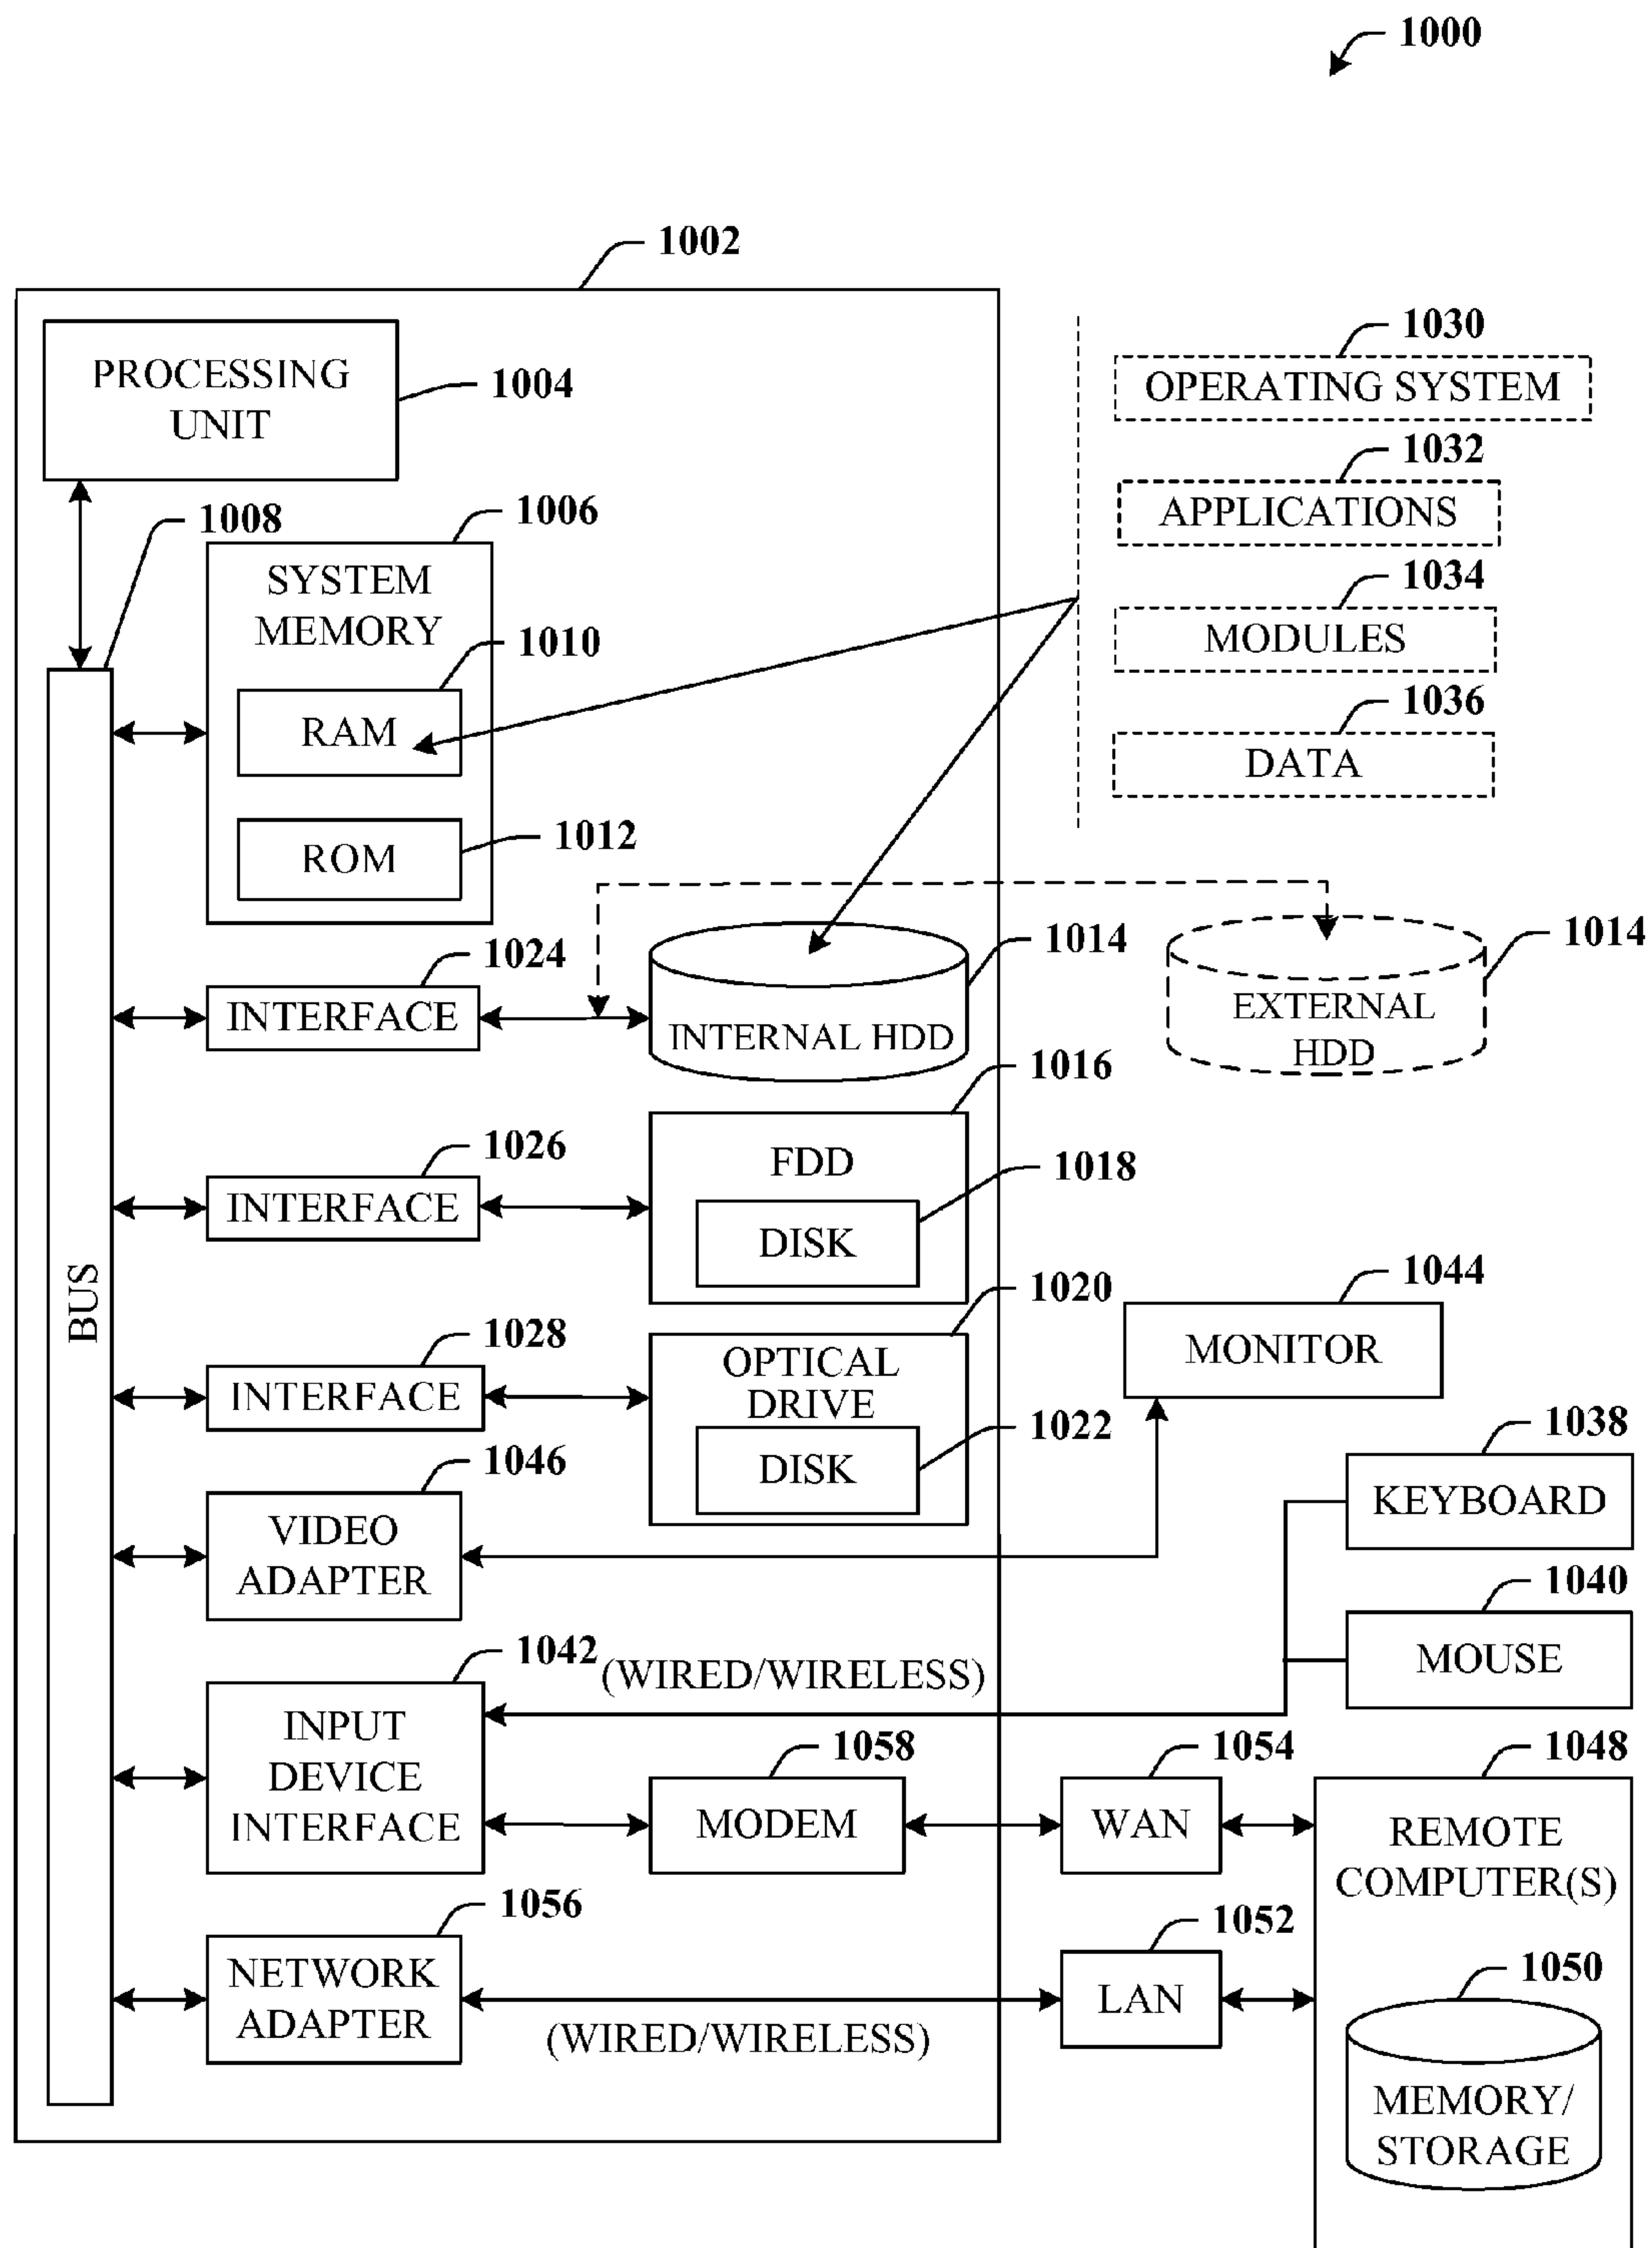 1000
1002
PROCESSING
UNIT
1004
1008
1006
SYSTEM
MEMORY
1010
RAM
1012
ROM
1030
OPERATING SYSTEM
1032
APPLICATIONS
1034
MODULES
1036
DATA
BUS
1024
INTERFACE
1014
INTERNAL HDD
1014
EXTERNAL
HDD
1026
INTERFACE
1016
FDD
1018
DISK
1028
INTERFACE
1020
OPTICAL
DRIVE
1022
DISK
1044
MONITOR
1046
VIDEO
ADAPTER
1038
KEYBOARD
1040
MOUSE
1042
(WIRED/WIRELESS)
INPUT
DEVICE
INTERFACE
1058
MODEM
1054
WAN
1048
REMOTE
COMPUTER(S)
1056
NETWORK
ADAPTER
(WIRED/WIRELESS)
1052
LAN
1050
MEMORY/
STORAGE